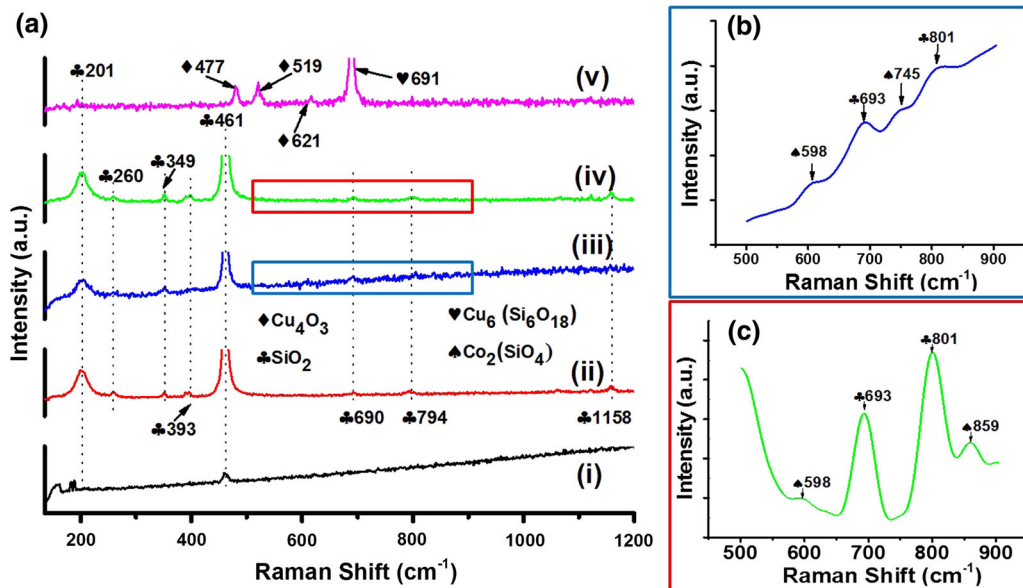 (a)
♣201
♦477
♦519
♥691
(v)
♣461
♦621
♣260
♣349
(iv)
(iii)
♦Cu4O3
♥Cu6 (Si6O18)
♣SiO2
♠Co2(SiO4)
(ii)
♣393
♣690
♣794
♣1158
(i)
Intensity (a.u.)
200 400 600 800 1000 1200
Raman Shift (cm-1)
(b)
♣801
♠745
♣693
♠598
Intensity (a.u.)
500 600 700 800 900
Raman Shift (cm-1)
(c)
♣801
♣693
♠859
♠598
Intensity (a.u.)
500 600 700 800 900
Raman Shift (cm-1)